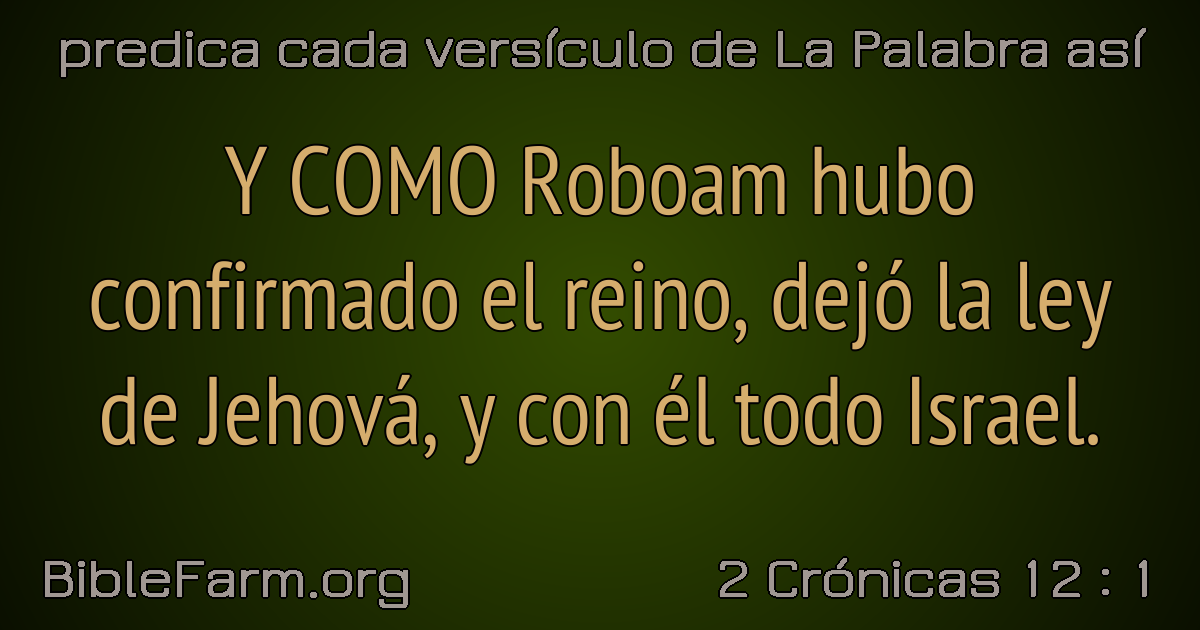 predica cada versículo de La Palabra así
Y COMO Roboam hubo
confirmado el reino, dejó la ley
de Jehová, y con él todo Israel.
BibleFarm.org
2 Crónicas 12 : 1